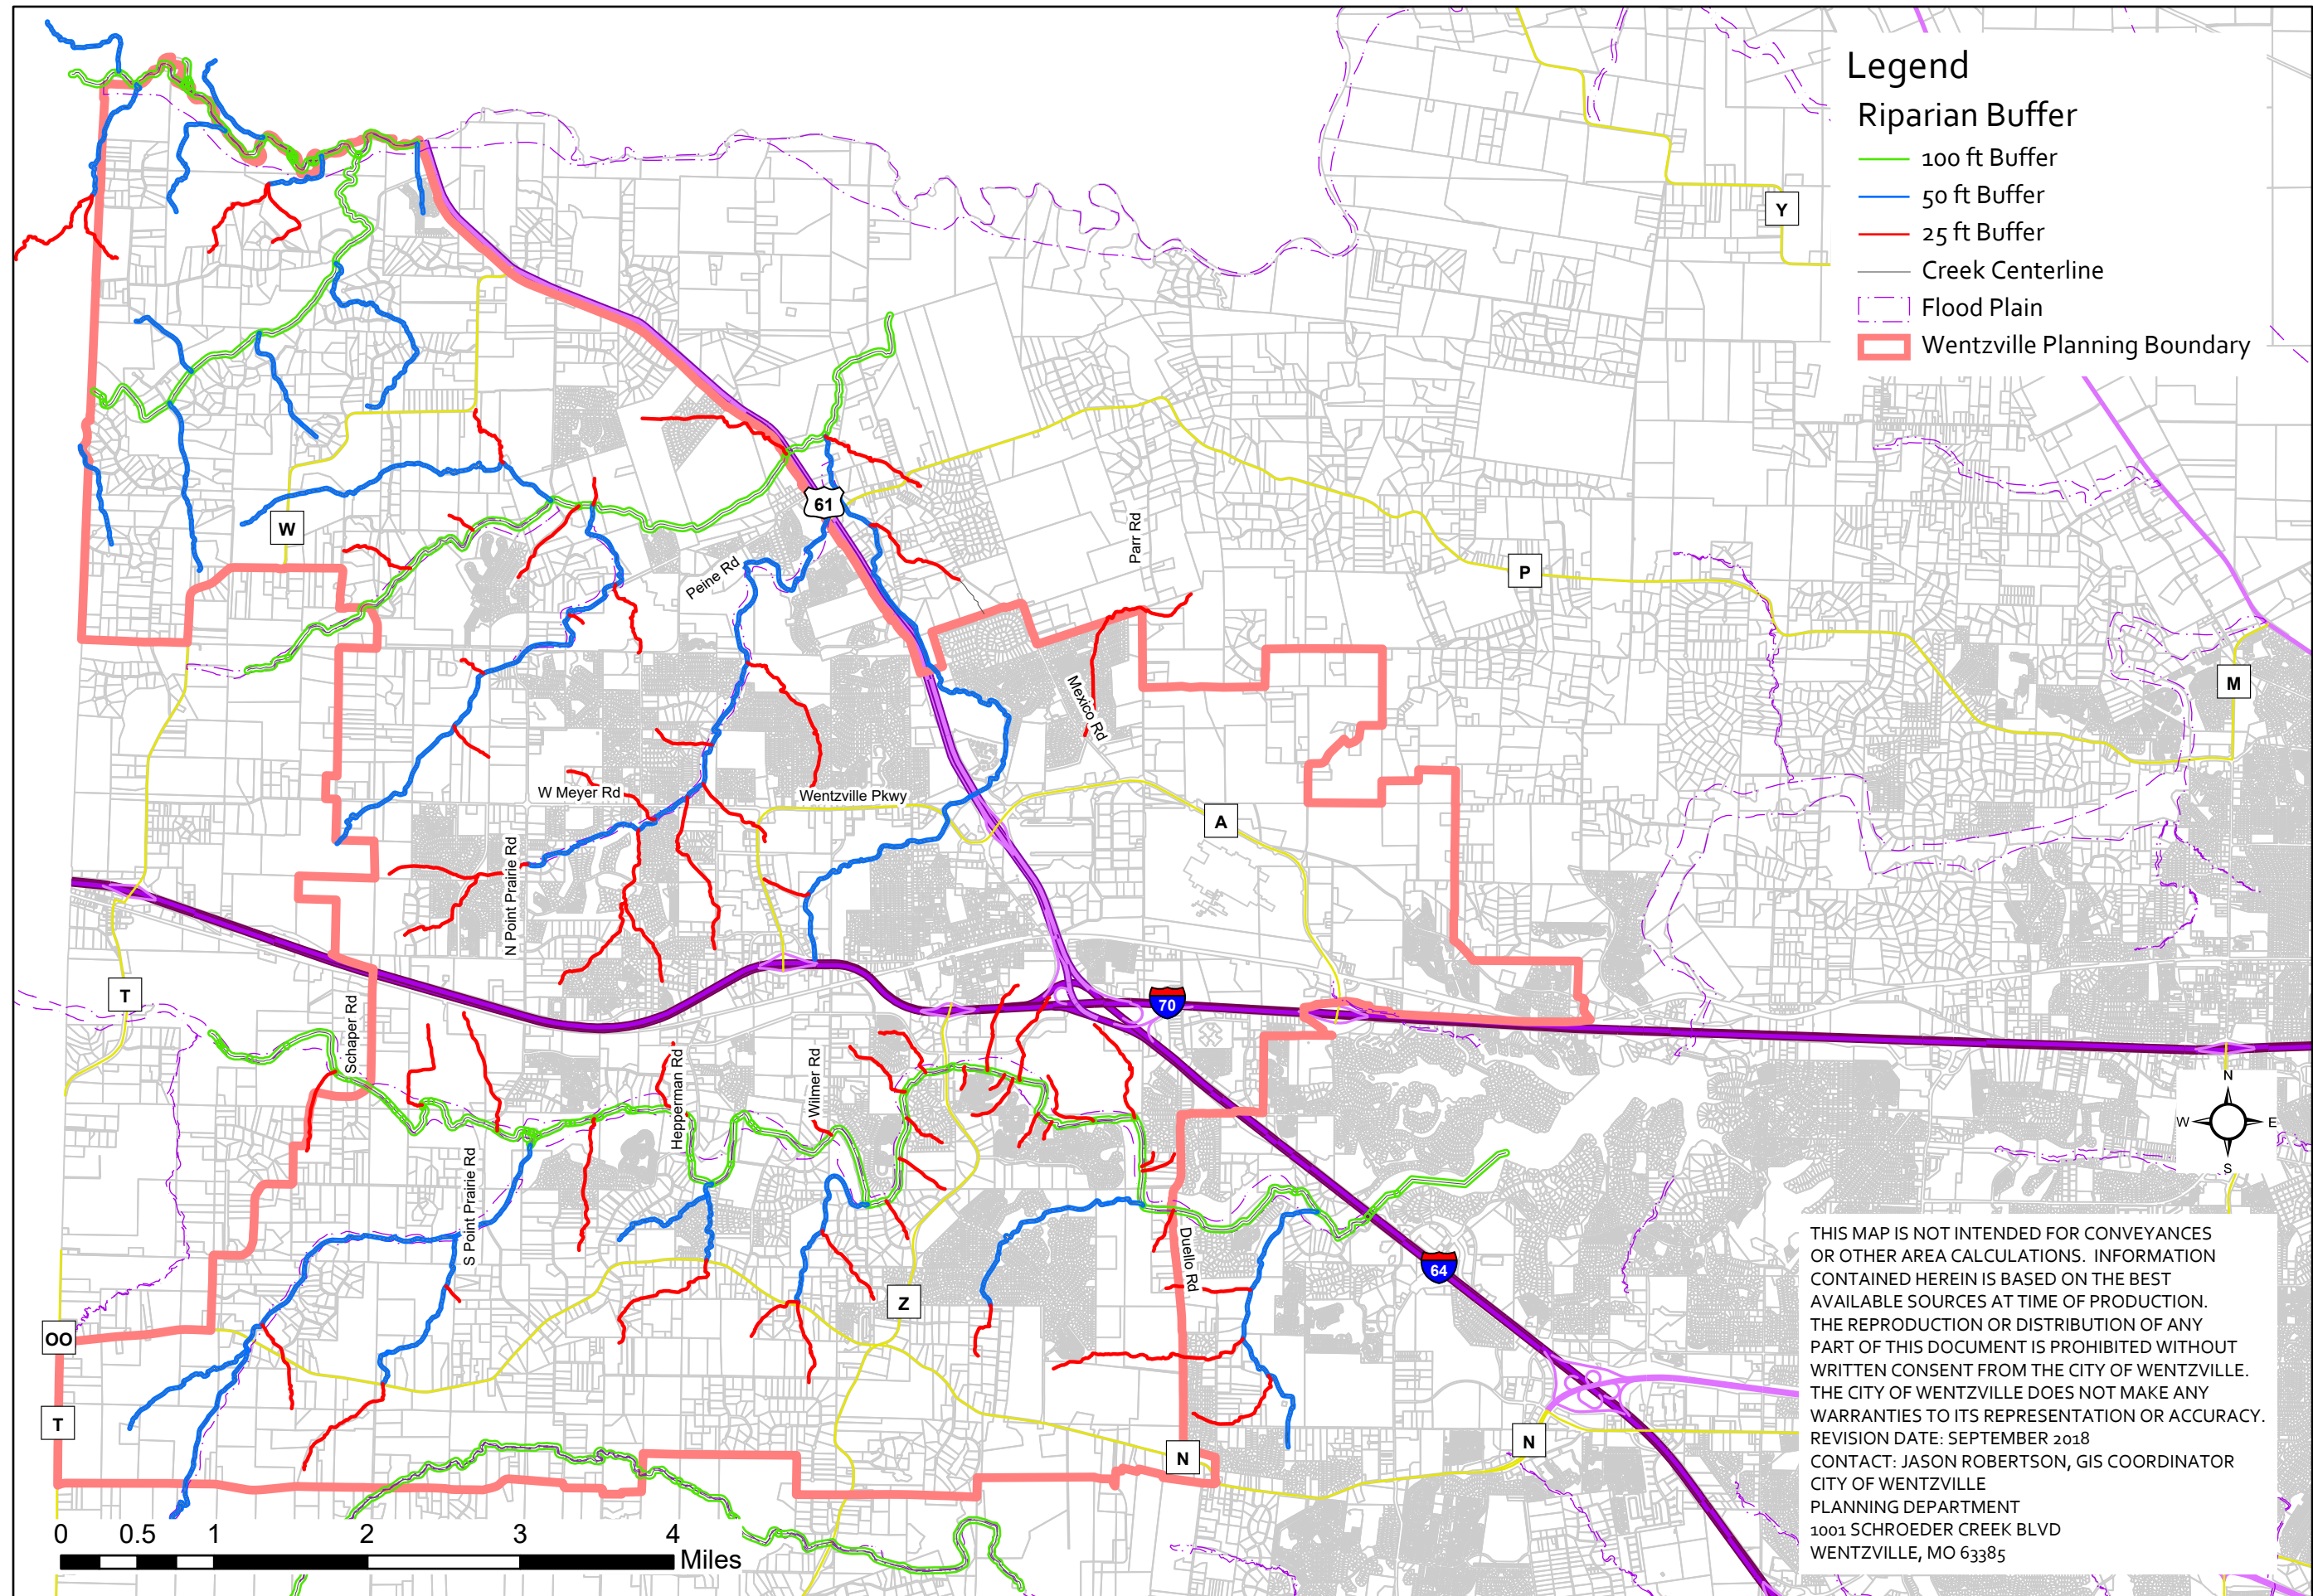 Legend
Riparian Buffer
100 ft Buffer
50 ft Buffer
25 ft Buffer
Creek Centerline
Flood Plain
Wentzville Planning Boundary
Y
61
W
Peine Rd
Parr Rd
P
M
Mexico Rd
W Meyer Rd
Wentzville Pkwy
A
N Point Prairie Rd
T
70
Schaper Rd
Hepperman Rd
Wilmer Rd
S Point Prairie Rd
Duello Rd
64
Z
OO
T
N
N
N
W
E
S
THIS MAP IS NOT INTENDED FOR CONVEYANCES
OR OTHER AREA CALCULATIONS. INFORMATION
CONTAINED HEREIN IS BASED ON THE BEST
AVAILABLE SOURCES AT TIME OF PRODUCTION.
THE REPRODUCTION OR DISTRIBUTION OF ANY
PART OF THIS DOCUMENT IS PROHIBITED WITHOUT
WRITTEN CONSENT FROM THE CITY OF WENTZVILLE.
THE CITY OF WENTZVILLE DOES NOT MAKE ANY
WARRANTIES TO ITS REPRESENTATION OR ACCURACY.
REVISION DATE: SEPTEMBER 2018
CONTACT: JASON ROBERTSON, GIS COORDINATOR
CITY OF WENTZVILLE
PLANNING DEPARTMENT
1001 SCHROEDER CREEK BLVD
WENTZVILLE, MO 63385
0 0.5 1 2 3 4
Miles